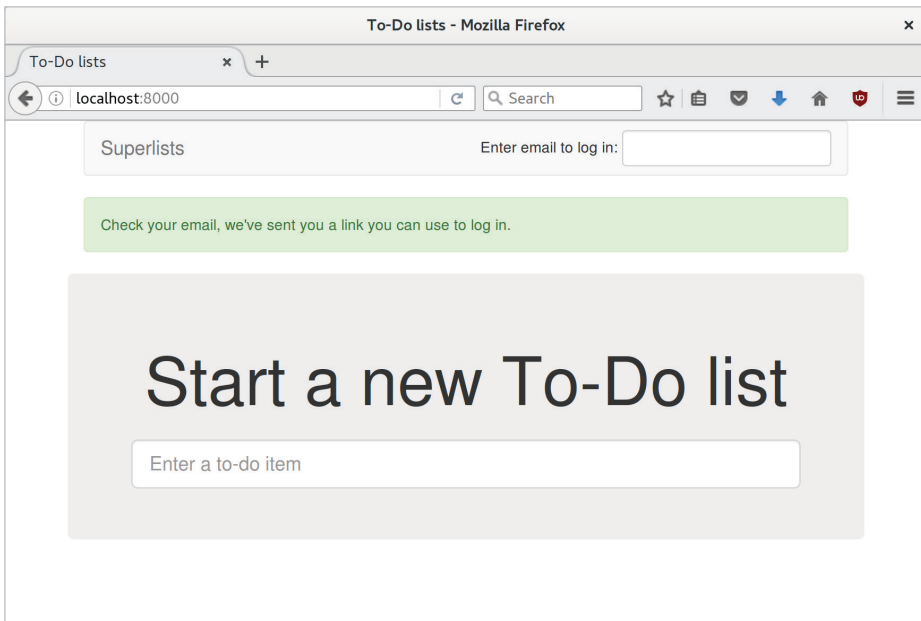 To-Do lists - Mozilla Firefox
To-Do lists
localhost:8000
Search
Superlists
Enter email to log in:
Check your email, we've sent you a link you can use to log in.
Start a new To-Do list
Enter a to-do item